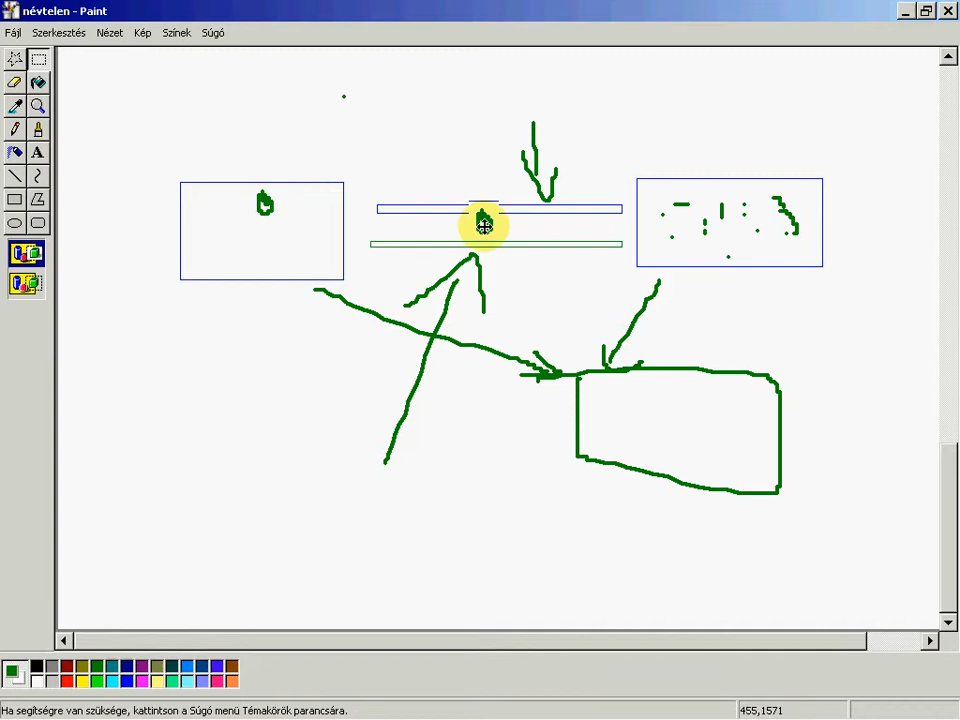 névtelen - Paint
Fájl Szerkesztés Nézet Kép Színek Súgó
A
Ha segítségre van szüksége, kattintson a Súgó menü Témakörök parancsára.
455,1571